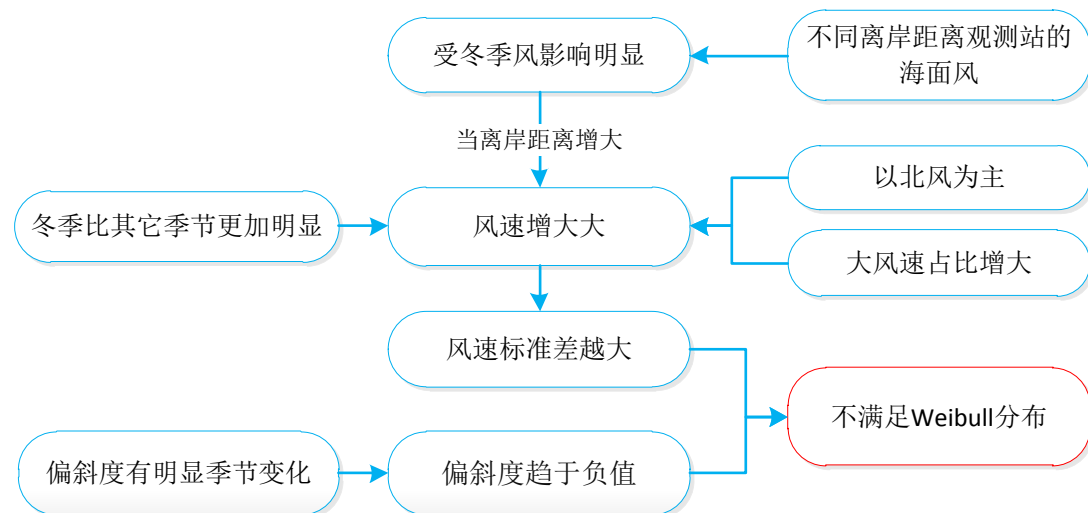 受冬季风影响明显
不同离岸距离观测站的
海面风
当离岸距离增大
以北风为主
冬季比其它季节更加明显
风速增大大
大风速占比增大
风速标准差越大
不满足Weibull分布
偏斜度有明显季节变化
偏斜度趋于负值